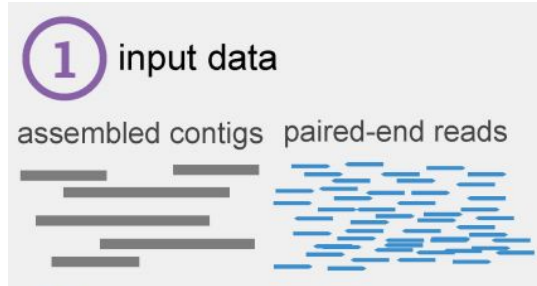 1 input data
assembled contigs paired-end reads